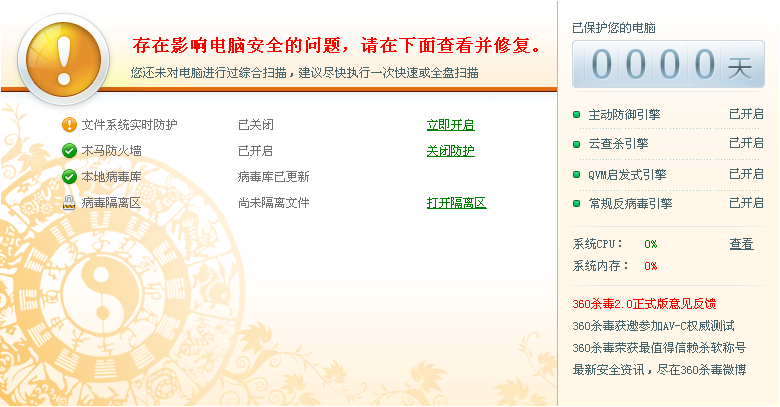 存在影响电脑安全的问题，请在下面查看并修复。
您还未对电脑进行过综合扫描，建议尽快执行一次快速或全盘扫描
文件系统实时防护 已关闭 立即开启
木马防火墙 已开启 关闭防护
本地病毒库 病毒库已更新
病毒隔离区 尚未隔离文件 打开隔离区
已保护您的电脑
0000天
主动防御引擎 已开启
云查杀引擎 已开启
QVM启发式引擎 已开启
常规反病毒引擎 已开启
系统CPU： 0% 查看
系统内存： 0%
360杀毒2.0正式版意见反馈
360杀毒获邀参加AV-C权威测试
360杀毒荣获最值得信赖杀软称号
最新安全资讯，尽在360杀毒微博